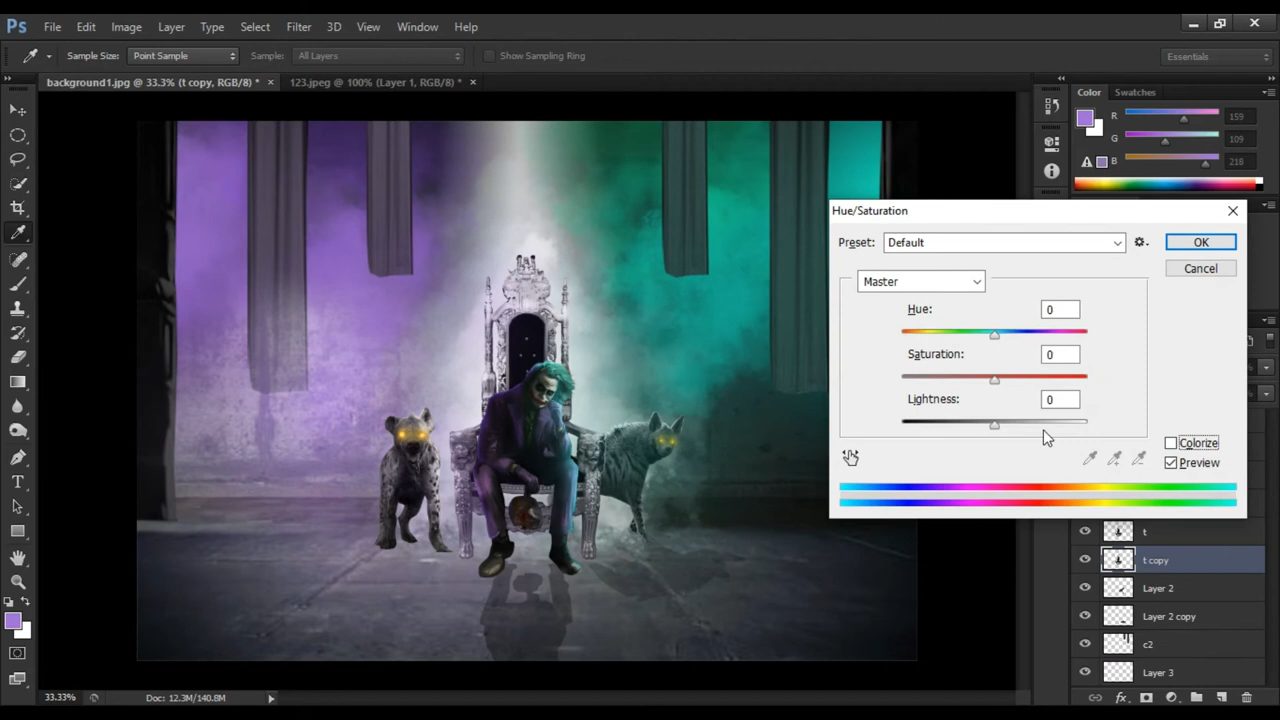 Ps File Edit Image Layer Type Select Filter 3D View Window Help
Sample Size: Point Sample Sample: All Layers Show Sampling Ring Essentials
background1.jpg @ 33.3% (t copy, RGB/8) * × 123.jpeg @ 100% (Layer 1, RGB/8) * ×
Color Swatches
R 159
G 109
B 218
Hue/Saturation
Preset: Default OK
Cancel
Master
Hue: 0
Saturation: 0
Lightness: 0
Colorize
Preview
t
t copy
Layer 2
Layer 2 copy
c2
Layer 3
T
33.33% Doc: 12.3M/140.8M
fx